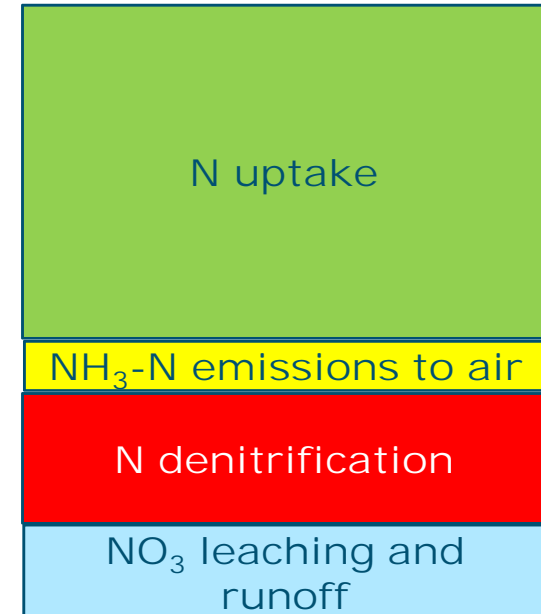 N uptake
NH₃-N emissions to air
N denitrification
NO₃ leaching and
runoff